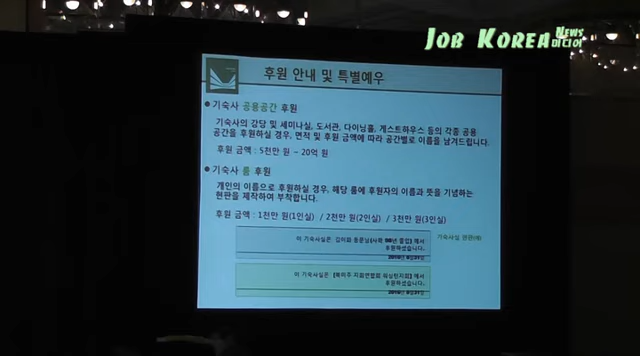 JOB KOREA NEWS 미디어
후원 안내 및 특별예우
● 기숙사 공용공간 후원
기숙사의 강당 및 세미나실, 도서관, 다이닝룸, 게스트하우스 등의 각종 공용
공간을 후원하실 경우, 면적 및 후원 금액에 따라 공간별로 이름을 남겨드립니다.
후원 금액 : 5천만 원 - 20억 원
● 기숙사 룸 후원
개인의 이름으로 후원하실 경우, 해당 룸에 후원자의 이름과 뜻을 기념하는
현판을 제작하여 부착합니다.
후원 금액 : 1천만 원(1인실) / 2천만 원(2인실) / 3천만 원(3인실)
이 기숙사실은 에서
후원하셨습니다.
기숙사실 현판(예)
이 기숙사실은 에서
후원하셨습니다.